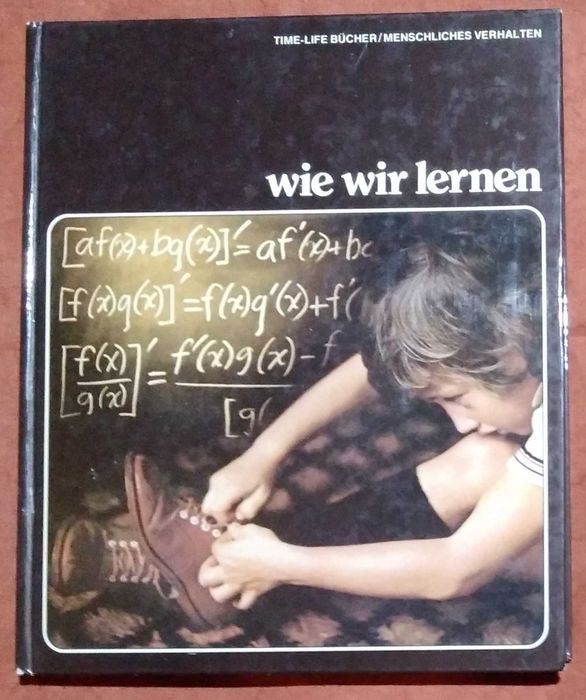 TIME-LIFE BÜCHER/MENSCHLICHES VERHALTEN
wie wir lernen
[af(x)+bg(x)]'=af'(x)+b
[f(x)g(x)]'=f(x)g'(x)+f'(
[f(x)/g(x)]'=f'(x)g(x)-f
[g(